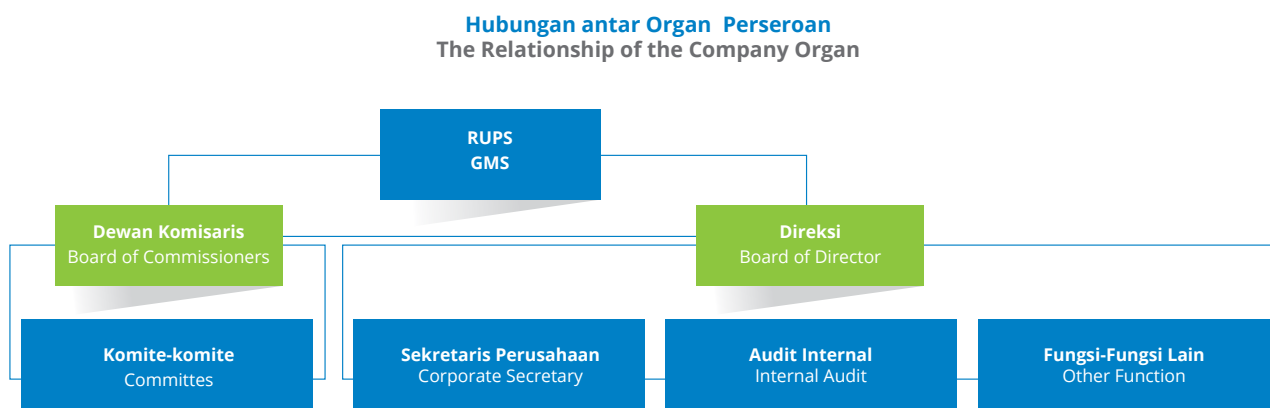 Hubungan antar Organ Perseroan
The Relationship of the Company Organ
RUPS
GMS
Dewan Komisaris
Board of Commissioners
Direksi
Board of Director
Komite-komite
Committes
Sekretaris Perusahaan
Corporate Secretary
Audit Internal
Internal Audit
Fungsi-Fungsi Lain
Other Function